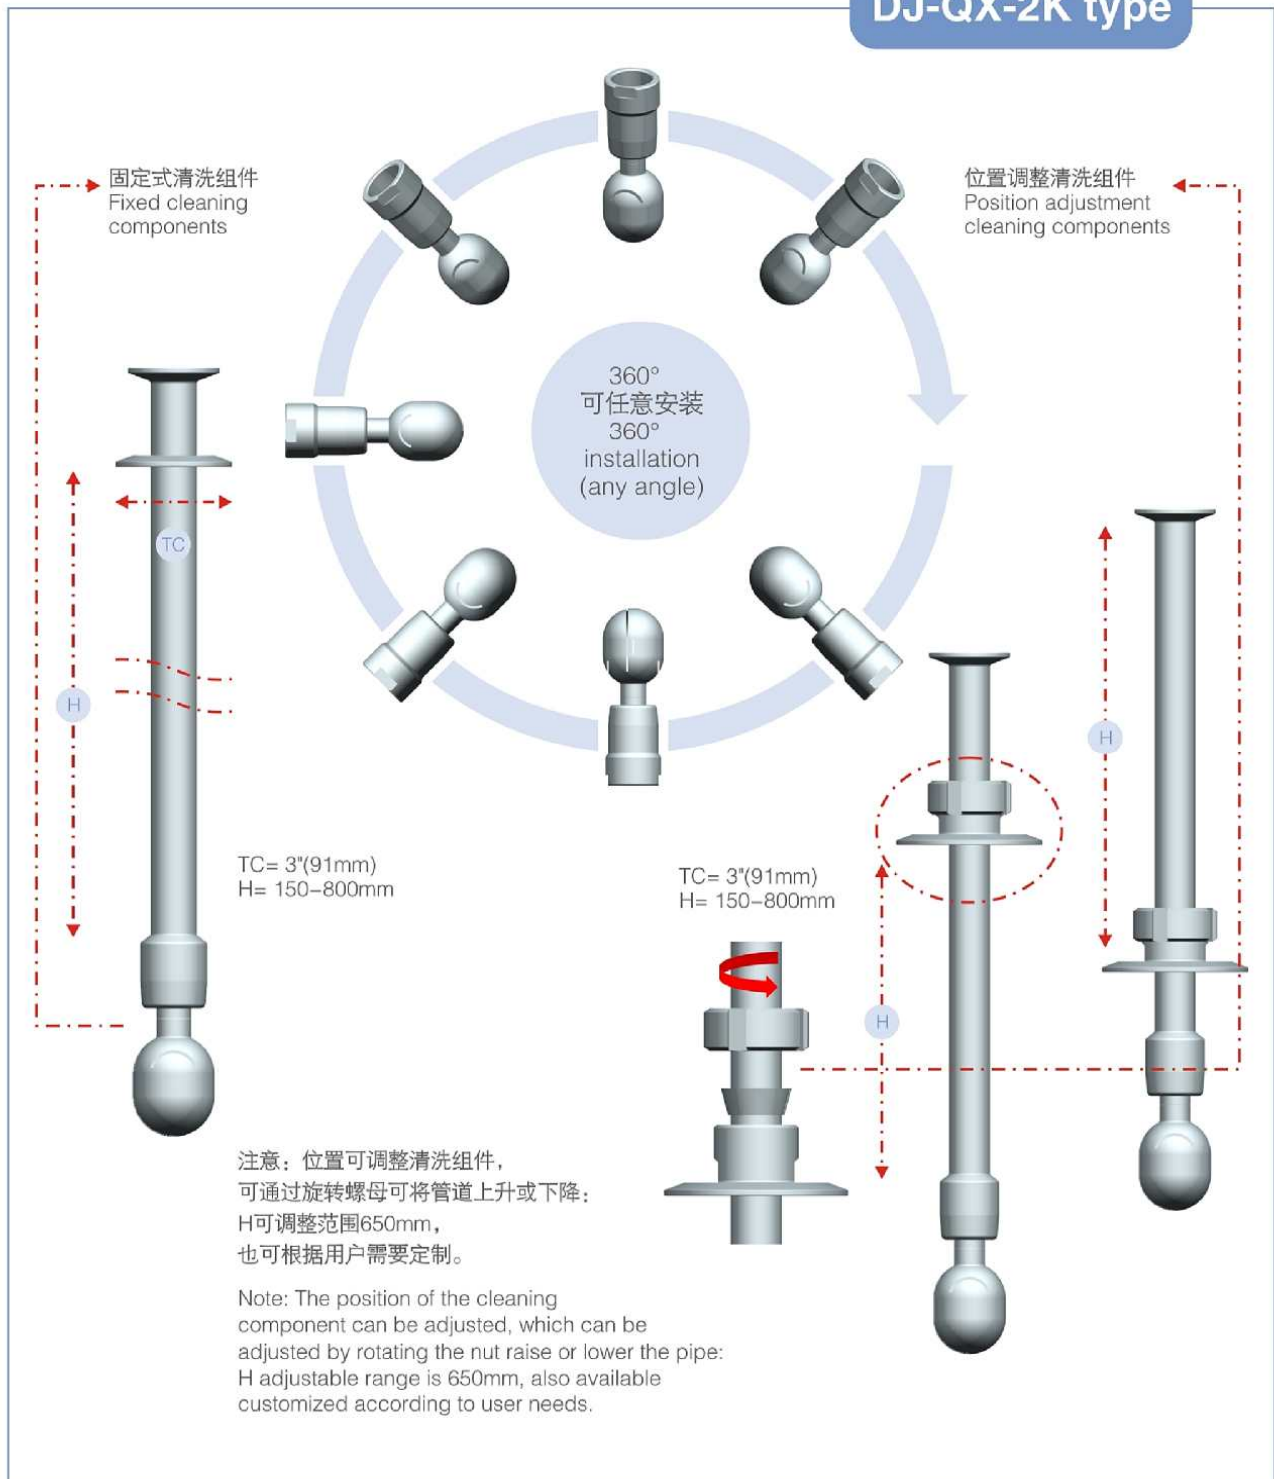 DJ-QX-2K type
固定式清洗组件
Fixed cleaning
components
位置调整清洗组件
Position adjustment
cleaning components
360°
可任意安装
360°
installation
(any angle)
TC
H
H
TC= 3"(91mm)
H= 150–800mm
TC= 3"(91mm)
H= 150–800mm
H
注意：位置可调整清洗组件，
可通过旋转螺母可将管道上升或下降；
H可调整范围650mm，
也可根据用户需要定制。
Note: The position of the cleaning
component can be adjusted, which can be
adjusted by rotating the nut raise or lower the pipe:
H adjustable range is 650mm, also available
customized according to user needs.